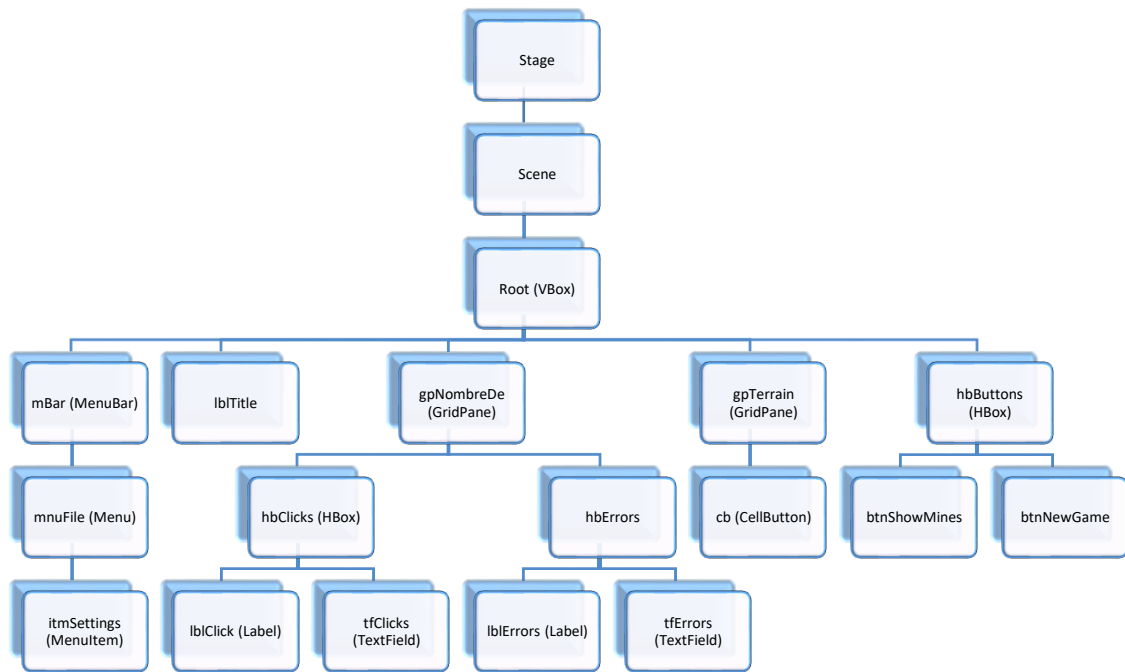 Stage
Scene
Root (VBox)
mBar (MenuBar)
lblTitle
gpNombreDe
(GridPane)
gpTerrain
(GridPane)
hbButtons
(HBox)
mnuFile (Menu)
hbClicks (HBox)
hbErrors
cb (CellButton)
btnShowMines
btnNewGame
itmSettings
(MenuItem)
lblClick (Label)
tfClicks
(TextField)
lblErrors (Label)
tfErrors
(TextField)